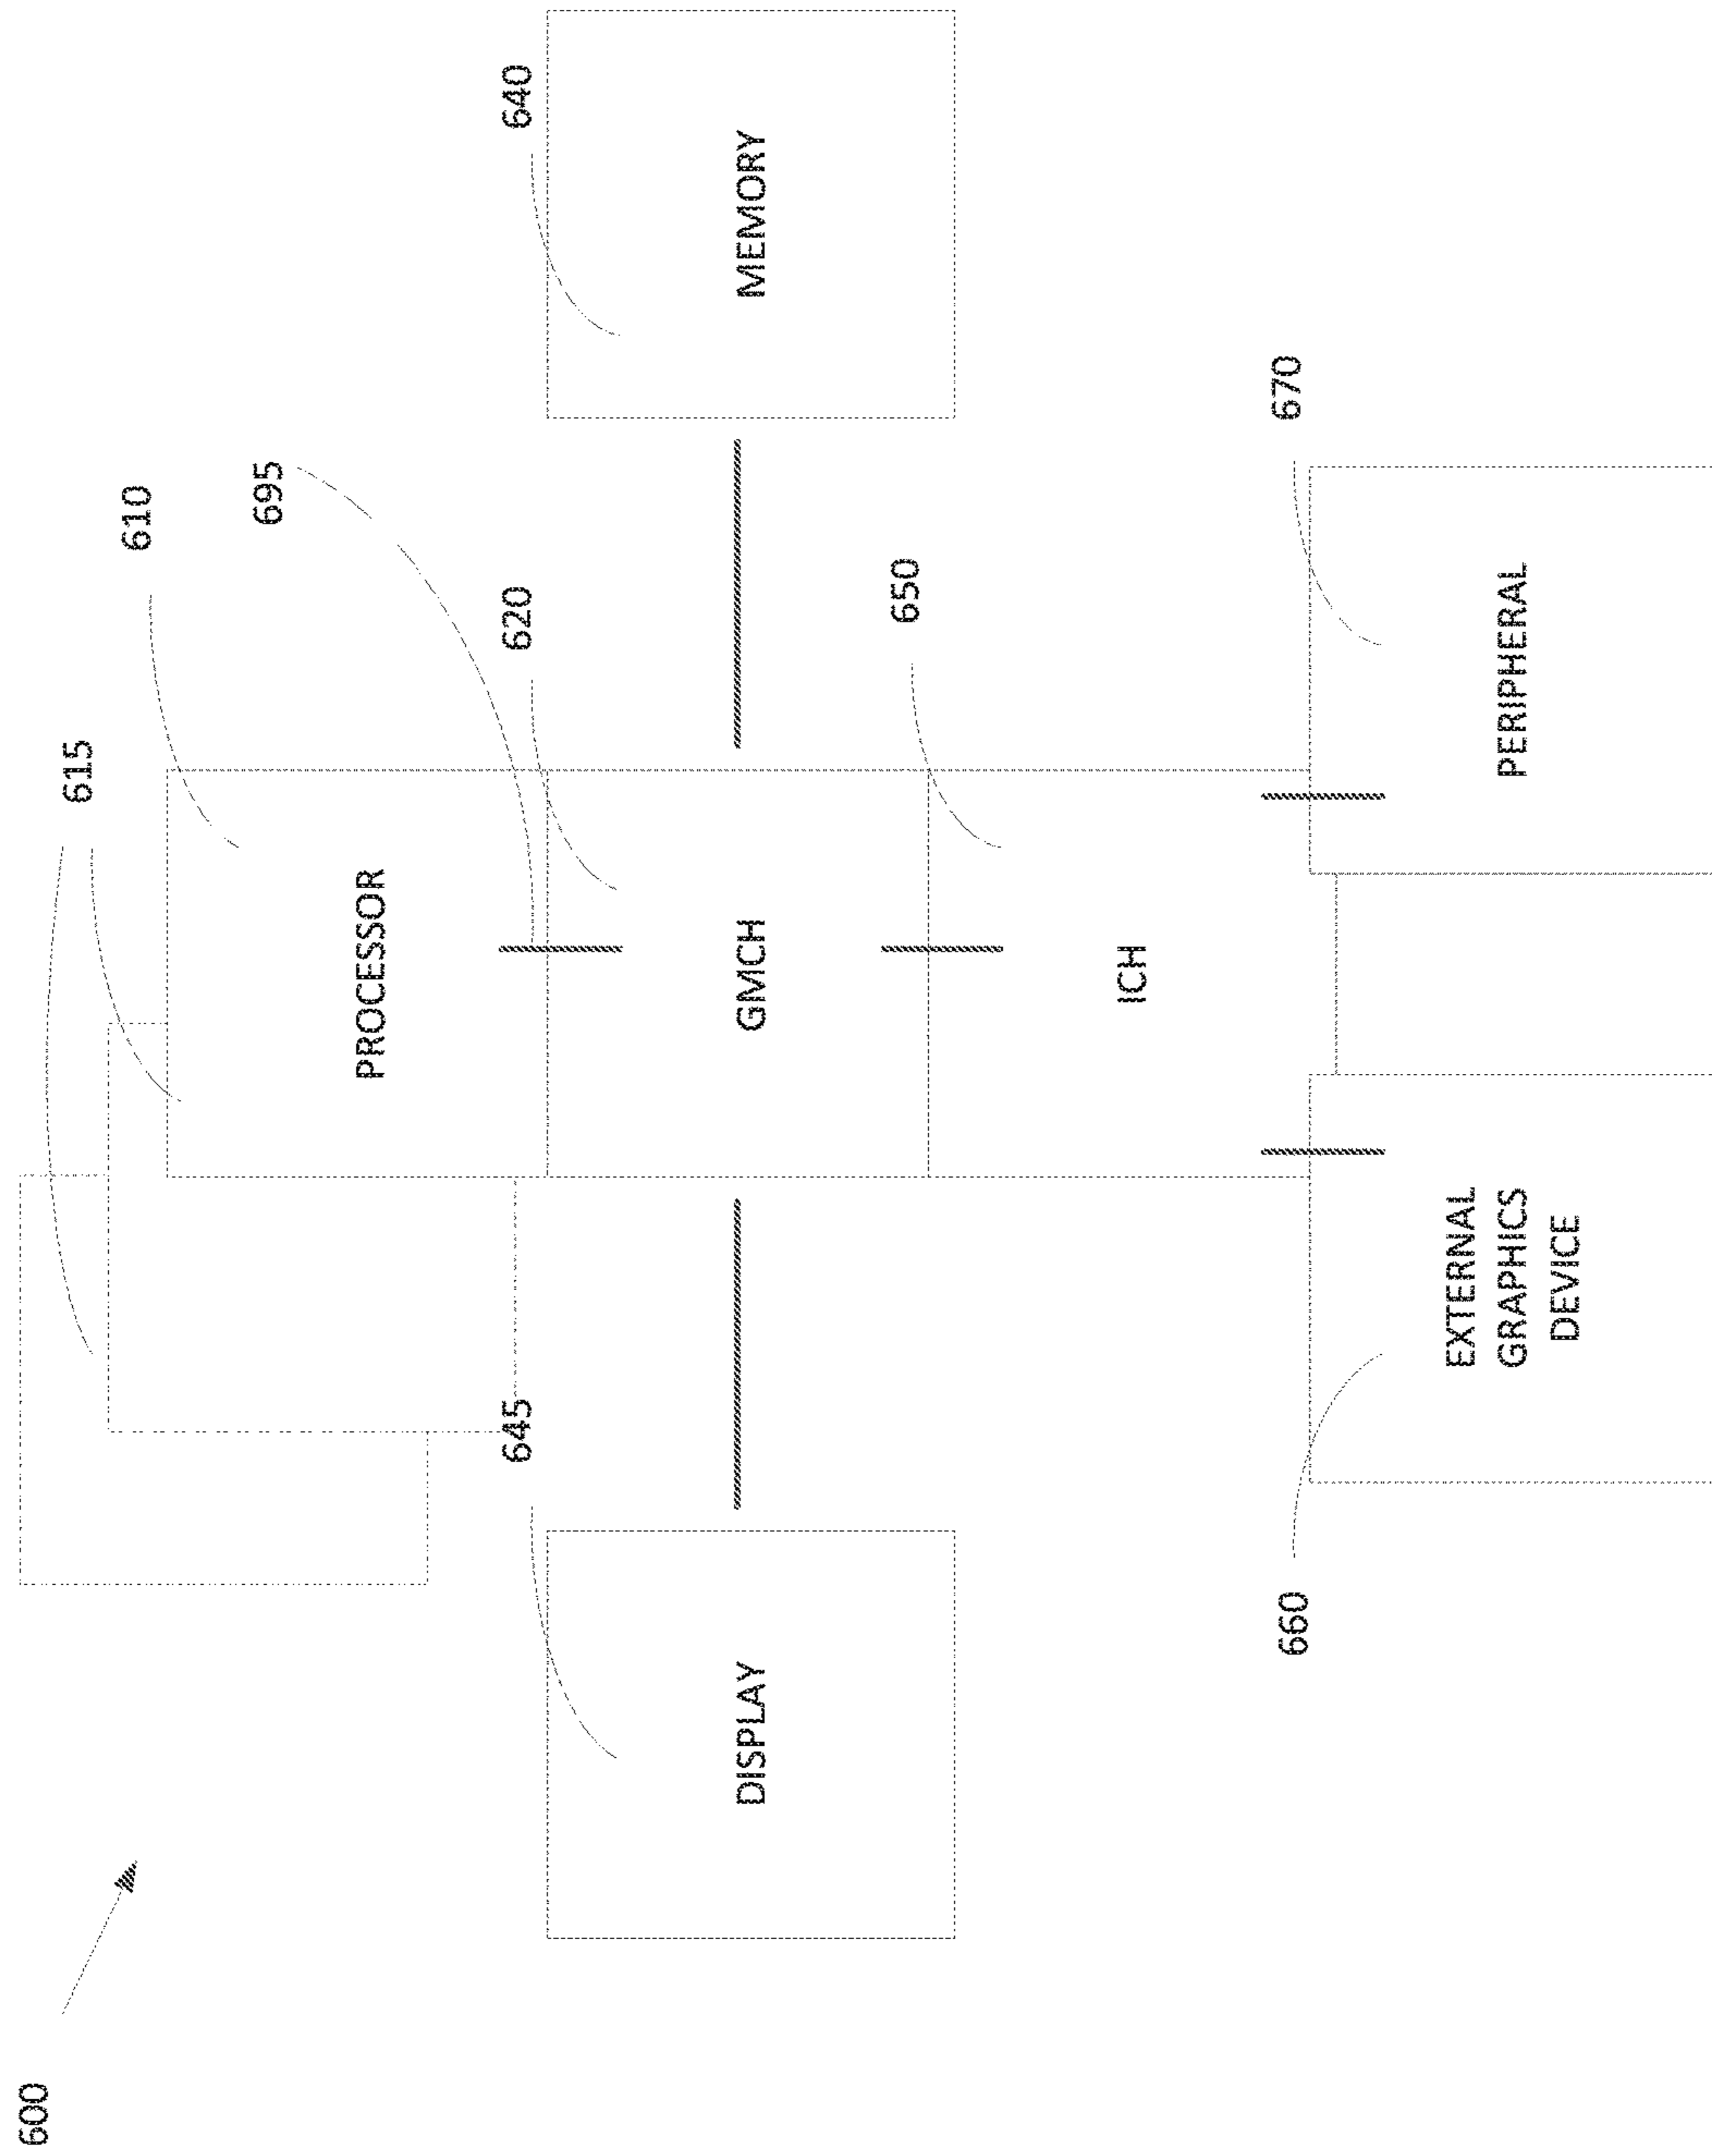 600
615
610
695
PROCESSOR
645
620
640
DISPLAY
GMCH
MEMORY
650
ICH
660
670
EXTERNAL
GRAPHICS
DEVICE
PERIPHERAL